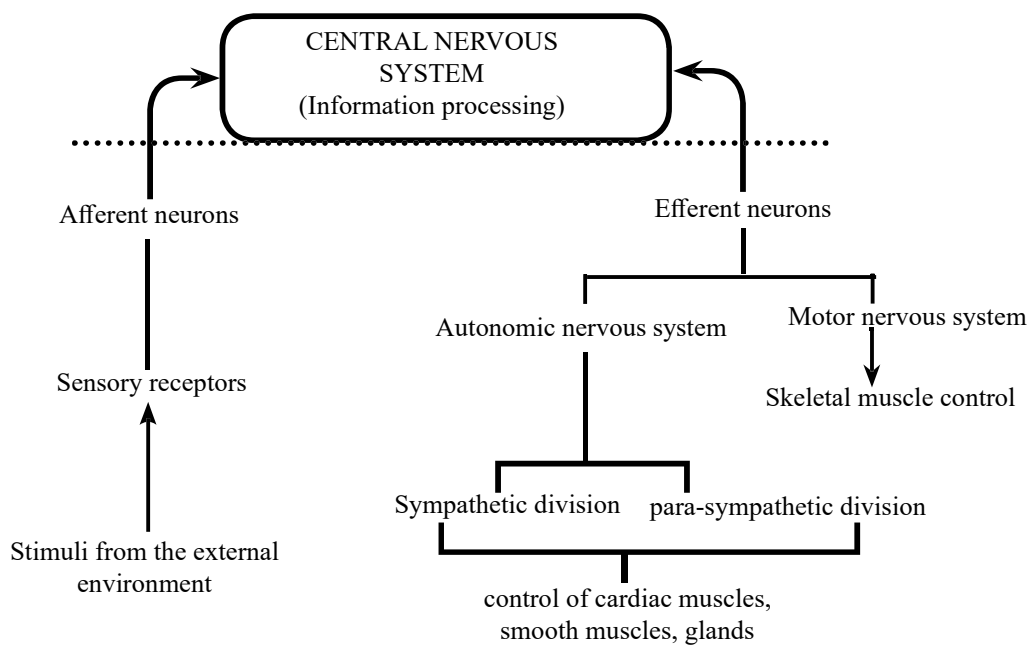 CENTRAL NERVOUS
SYSTEM
(Information processing)
Afferent neurons
Efferent neurons
Autonomic nervous system
Motor nervous system
Sensory receptors
Skeletal muscle control
Sympathetic division
para-sympathetic division
Stimuli from the external
environment
control of cardiac muscles,
smooth muscles, glands